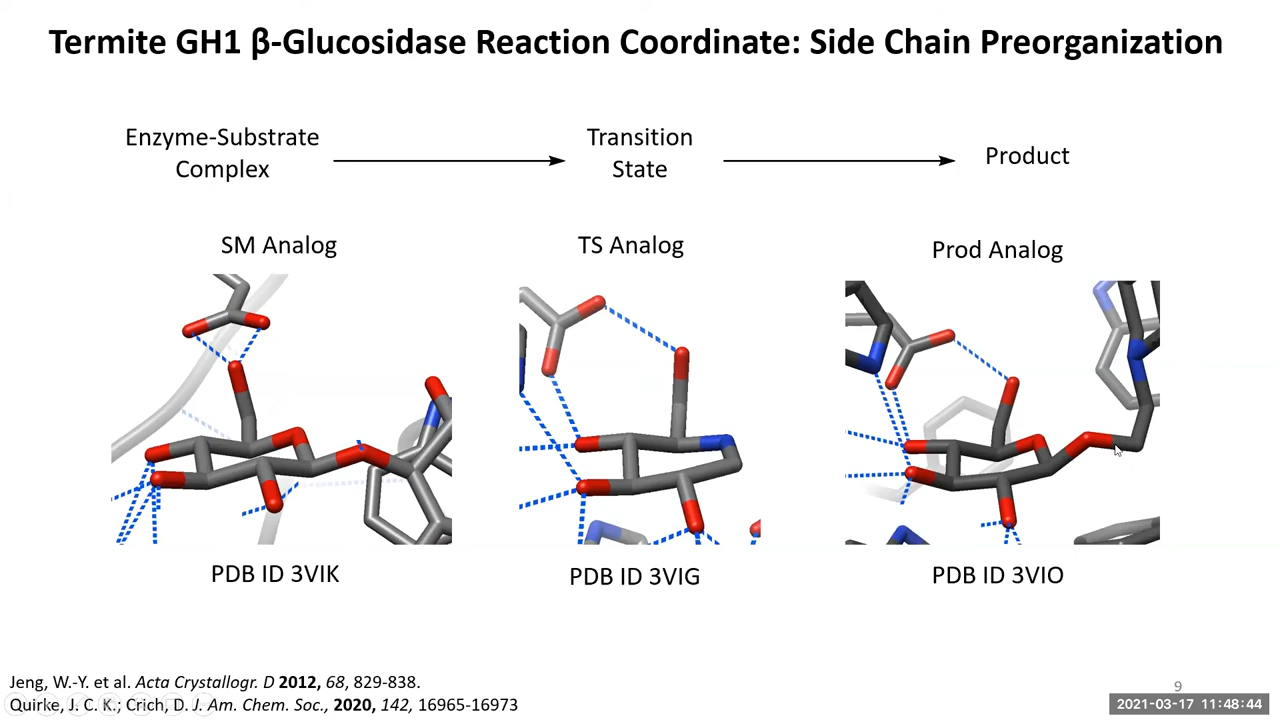 Termite GH1 β-Glucosidase Reaction Coordinate: Side Chain Preorganization
Enzyme-Substrate
Complex
Transition
State
Product
SM Analog
TS Analog
Prod Analog
PDB ID 3VIK
PDB ID 3VIG
PDB ID 3VIO
Jeng, W.-Y. et al. Acta Crystallogr. D 2012, 68, 829-838.
Quirke, J. C. K.; Crich, D. J. Am. Chem. Soc., 2020, 142, 16965-16973
9
2021-03-17 11:48:44